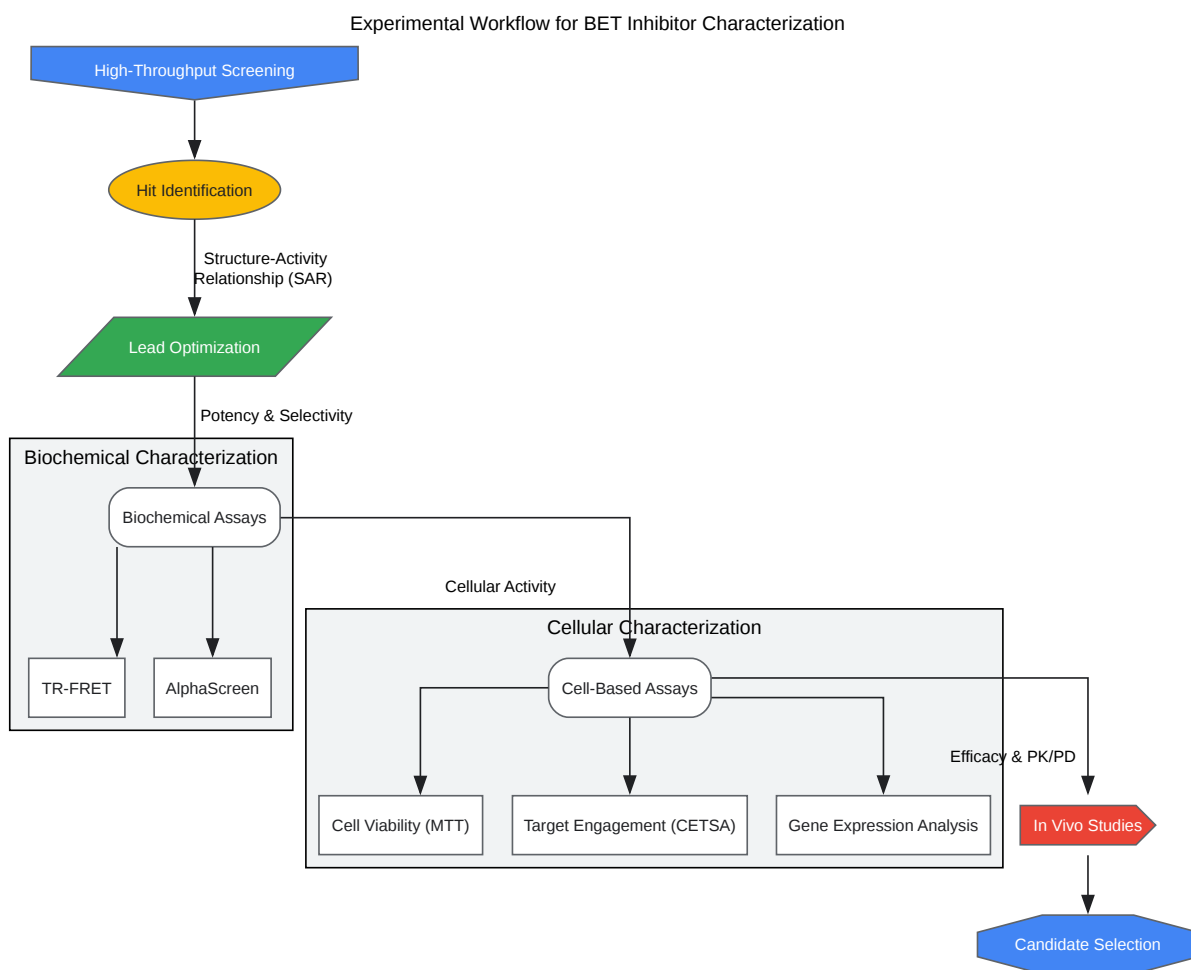 Experimental Workflow for BET Inhibitor Characterization
High-Throughput Screening
Hit Identification
Structure-Activity
Relationship (SAR)
Lead Optimization
Potency & Selectivity
Biochemical Characterization
Biochemical Assays
TR-FRET
AlphaScreen
Cellular Activity
Cellular Characterization
Cell-Based Assays
Cell Viability (MTT)
Target Engagement (CETSA)
Gene Expression Analysis
Efficacy & PK/PD
In Vivo Studies
Candidate Selection